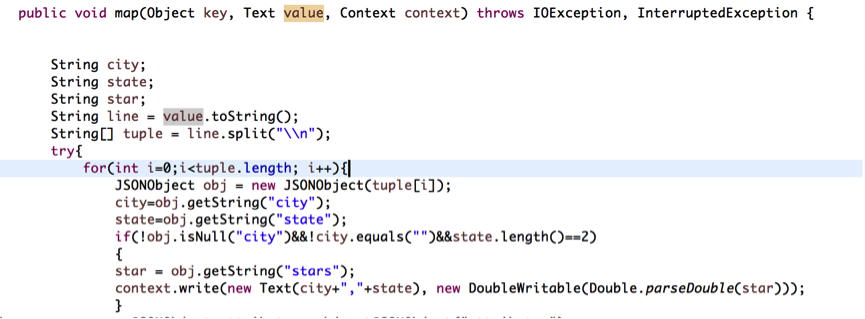 public void map(Object key, Text value, Context context) throws IOException, InterruptedException {
String city;
String state;
String star;
String line = value.toString();
String[] tuple = line.split("\\n");
try{
for(int i=0;i<tuple.length; i++){
JSONObject obj = new JSONObject(tuple[i]);
city=obj.getString("city");
state=obj.getString("state");
if(!obj.isNull("city")&&!city.equals("")&&state.length()==2)
{
star = obj.getString("stars");
context.write(new Text(city+","+state), new DoubleWritable(Double.parseDouble(star)));
}